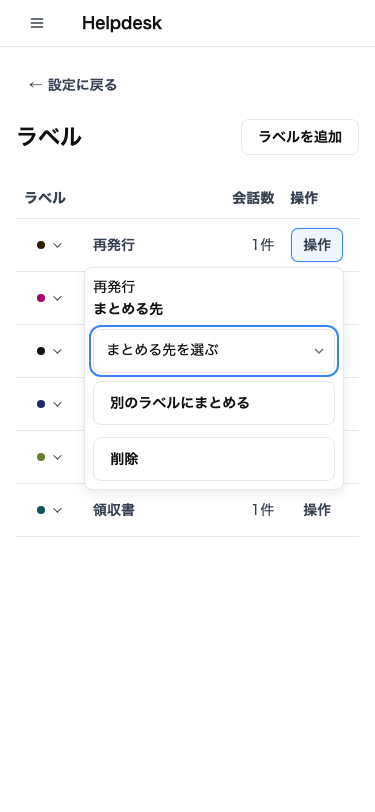 Helpdesk
← 設定に戻る
ラベル
ラベルを追加
ラベル 会話数 操作
再発行 1件 操作
再発行
まとめる先
まとめる先を選ぶ
別のラベルにまとめる
削除
領収書 1件 操作